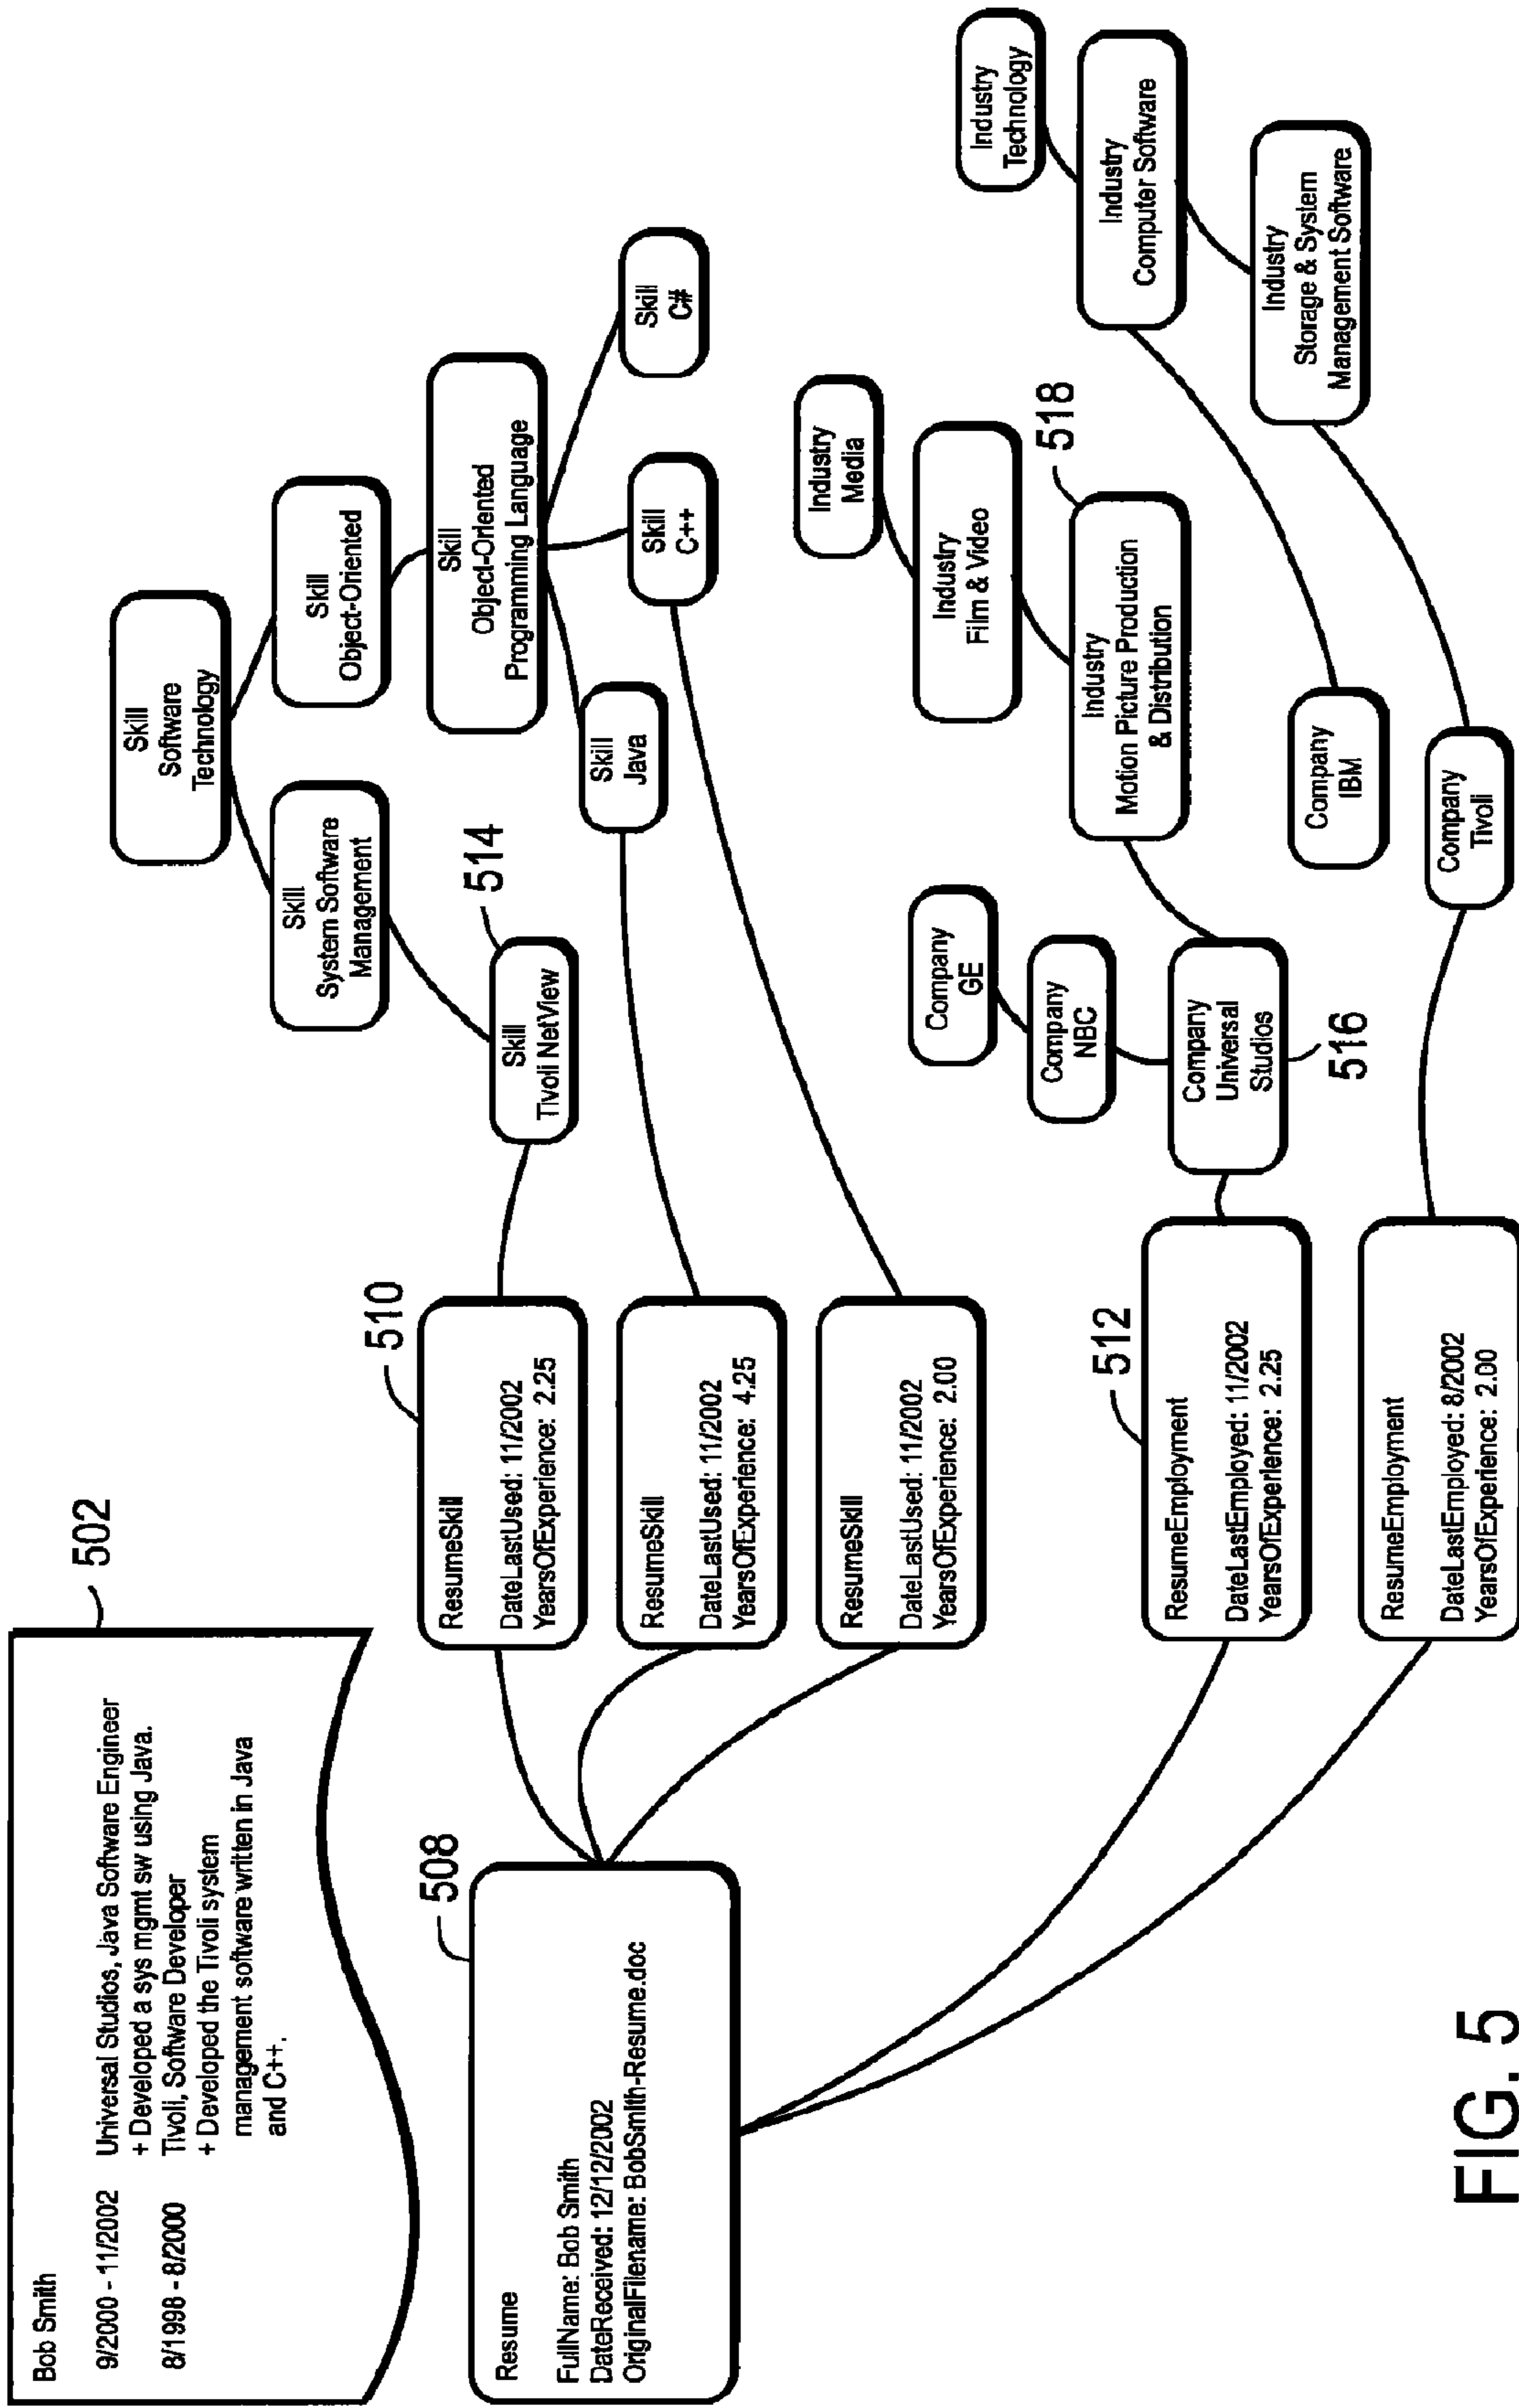 Bob Smith
9/2000 - 11/2002 Universal Studios, Java Software Engineer
+ Developed a sys mgmt sw using Java.
8/1998 - 8/2000 Tivoli, Software Developer
+ Developed the Tivoli system
management software written in Java
and C++.
502
508
Resume
FullName: Bob Smith
DateReceived: 12/12/2002
OriginalFilename: BobSmith-Resume.doc
510
ResumeSkill
DateLastUsed: 11/2002
YearsOfExperience: 2.25
ResumeSkill
DateLastUsed: 11/2002
YearsOfExperience: 4.25
ResumeSkill
DateLastUsed: 11/2002
YearsOfExperience: 2.00
512
ResumeEmployment
DateLastEmployed: 11/2002
YearsOfExperience: 2.25
ResumeEmployment
DateLastEmployed: 8/2002
YearsOfExperience: 2.00
Skill
Software
Technology
Skill
System Software
Management
Skill
Object-Oriented
514
Skill
Tivoli NetView
Skill
Object-Oriented
Programming Language
Skill
Java
Skill
C++
Skill
C#
Company
GE
Company
NBC
Company
Universal
Studios
516
Industry
Media
Industry
Film & Video
518
Industry
Motion Picture Production
& Distribution
Industry
Technology
Industry
Computer Software
Industry
Storage & System
Management Software
Company
IBM
Company
Tivoli
FIG. 5